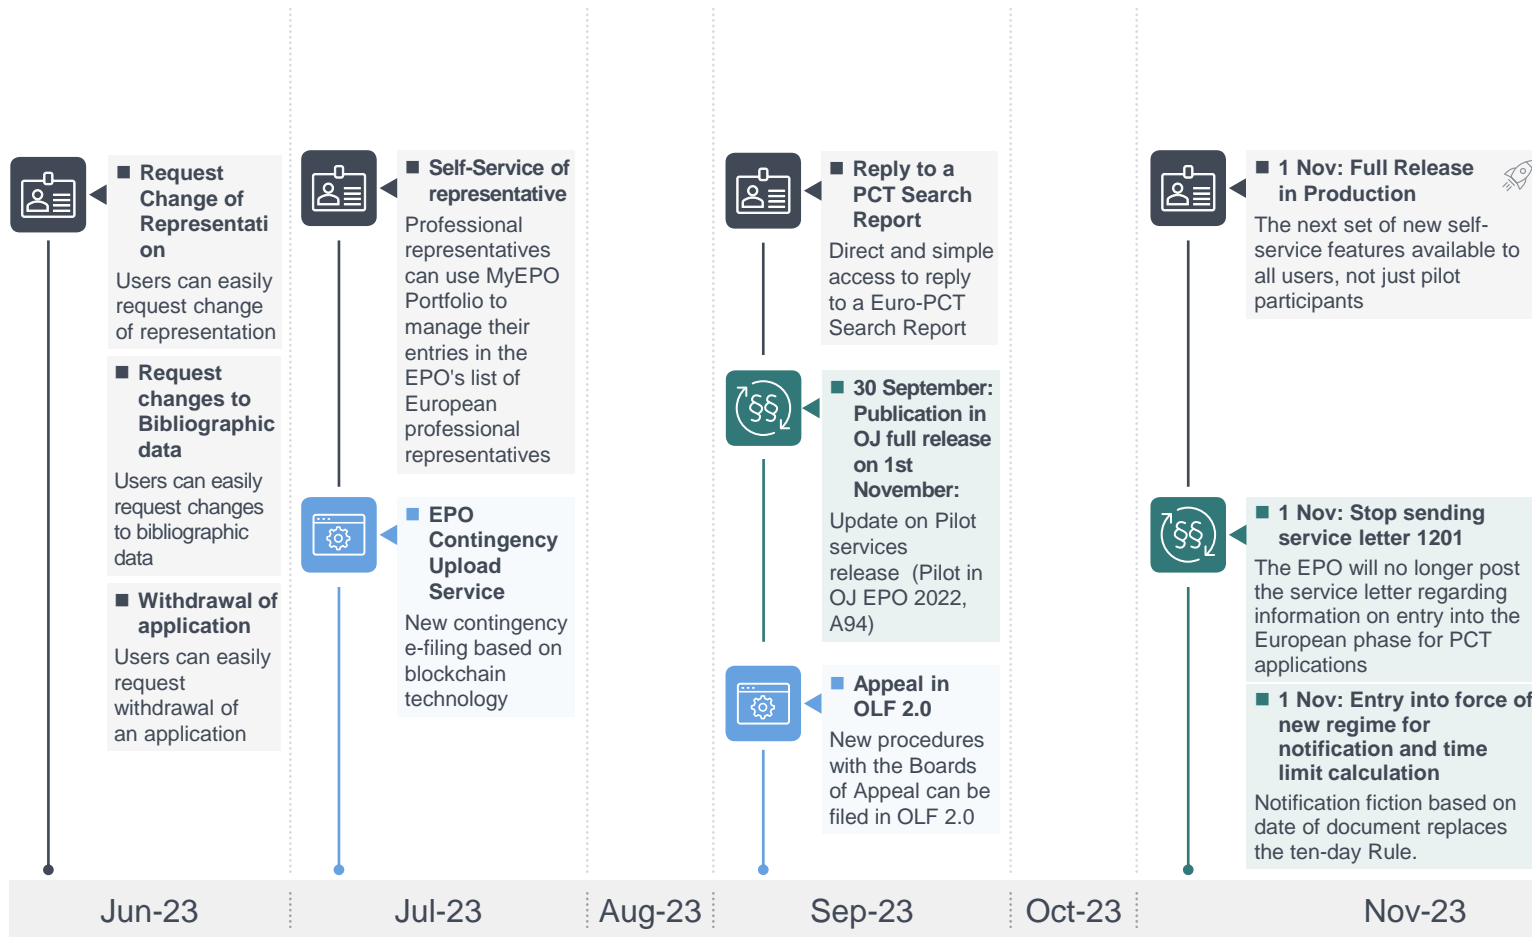 Request
Change of
Representati
on
Users can easily
request change
of representation
Request
changes to
Bibliographic
data
Users can easily
request changes
to bibliographic
data
Withdrawal of
application
Users can easily
request
withdrawal of
an application
Self-Service of
representative
Professional
representatives
can use MyEPO
Portfolio to
manage their
entries in the
EPO's list of
European
professional
representatives
EPO
Contingency
Upload
Service
New contingency
e-filing based on
blockchain
technology
Reply to a
PCT Search
Report
Direct and simple
access to reply
to a Euro-PCT
Search Report
§§
30 September:
Publication in
OJ full release
on 1st
November:
Update on Pilot
services
release (Pilot in
OJ EPO 2022,
A94)
Appeal in
OLF 2.0
New procedures
with the Boards
of Appeal can be
filed in OLF 2.0
1 Nov: Full Release
in Production
The next set of new self-
service features available to
all users, not just pilot
participants
§§
1 Nov: Stop sending
service letter 1201
The EPO will no longer post
the service letter regarding
information on entry into the
European phase for PCT
applications
1 Nov: Entry into force of
new regime for
notification and time
limit calculation
Notification fiction based on
date of document replaces
the ten-day Rule.
Jun-23
Jul-23
Aug-23
Sep-23
Oct-23
Nov-23